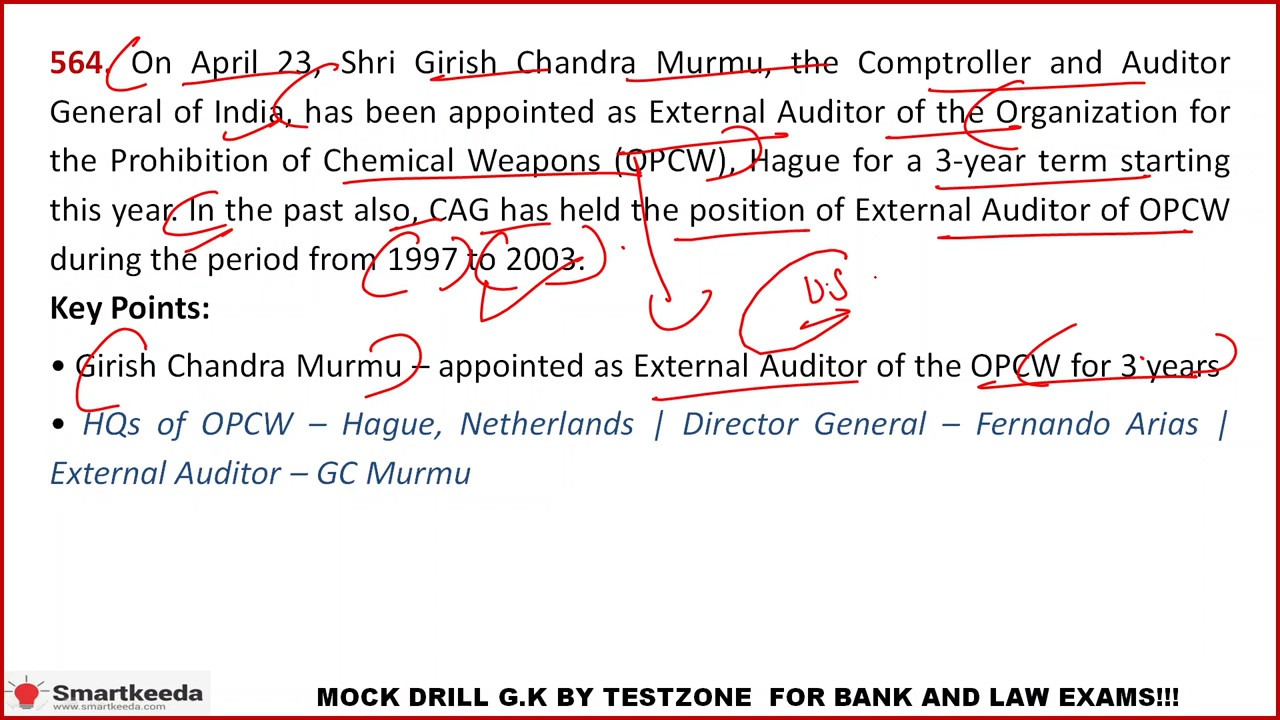 564. On April 23, Shri Girish Chandra Murmu, the Comptroller and Auditor
General of India, has been appointed as External Auditor of the Organization for
the Prohibition of Chemical Weapons (OPCW), Hague for a 3-year term starting
this year. In the past also, CAG has held the position of External Auditor of OPCW
during the period from 1997 to 2003.
US
Key Points:
• Girish Chandra Murmu – appointed as External Auditor of the OPCW for 3 years
• HQs of OPCW – Hague, Netherlands | Director General – Fernando Arias |
External Auditor – GC Murmu
Smartkeeda
www.smartkeeda.com
MOCK DRILL G.K BY TESTZONE FOR BANK AND LAW EXAMS!!!